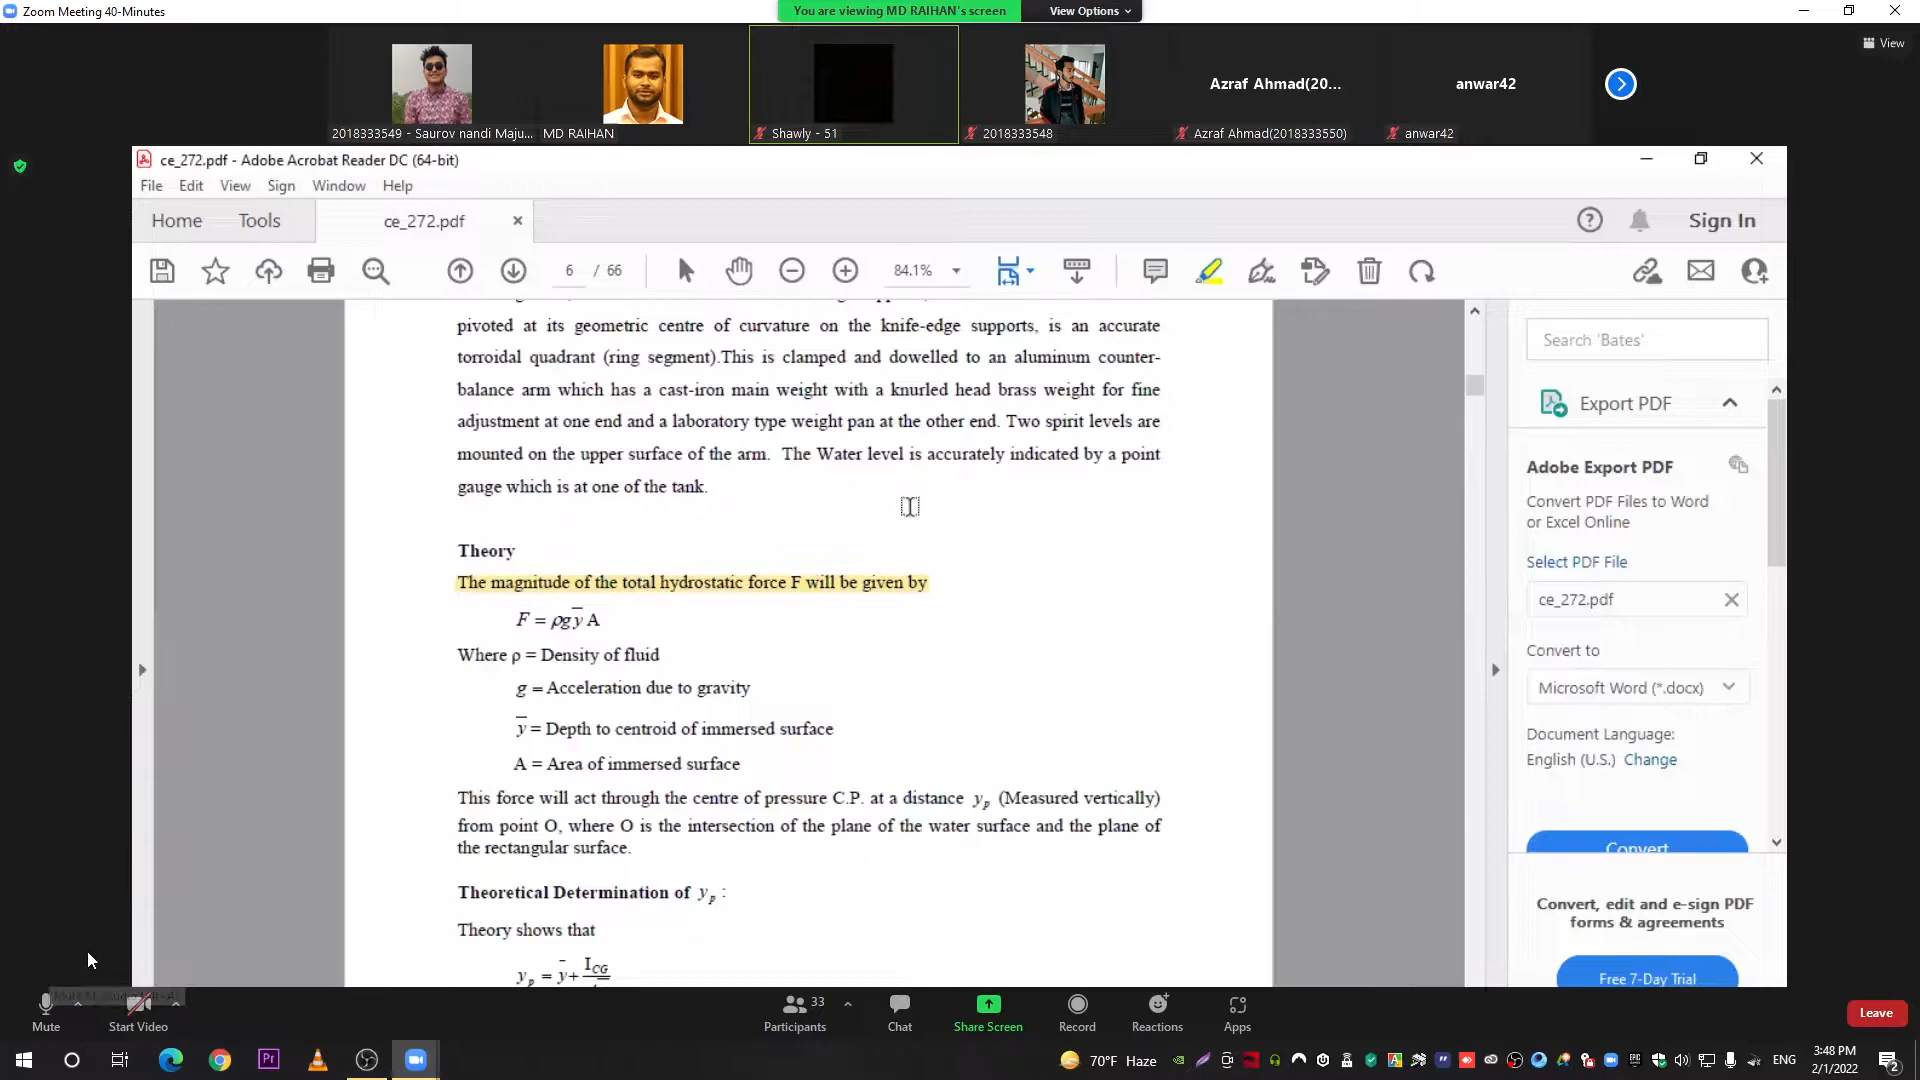 Zoom Meeting 40-Minutes
You are viewing MD RAIHAN's screen
View Options
View
Azraf Ahmad(20...
anwar42
2018333549 - Saurov nandi Maju...
MD RAIHAN
Shawly - 51
2018333548
Azraf Ahmad(2018333550)
anwar42
ce_272.pdf - Adobe Acrobat Reader DC (64-bit)
File Edit View Sign Window Help
Home Tools ce_272.pdf
Sign In
6 / 66
84.1%
pivoted at its geometric centre of curvature on the knife-edge supports, is an accurate
torroidal quadrant (ring segment).This is clamped and dowelled to an aluminum counter-
balance arm which has a cast-iron main weight with a knurled head brass weight for fine
adjustment at one end and a laboratory type weight pan at the other end. Two spirit levels are
mounted on the upper surface of the arm. The Water level is accurately indicated by a point
gauge which is at one of the tank.
Theory
The magnitude of the total hydrostatic force F will be given by
F = ρgy̅ A
Where ρ = Density of fluid
g = Acceleration due to gravity
y̅ = Depth to centroid of immersed surface
A = Area of immersed surface
This force will act through the centre of pressure C.P. at a distance yₚ (Measured vertically)
from point O, where O is the intersection of the plane of the water surface and the plane of
the rectangular surface.
Theoretical Determination of yₚ :
Theory shows that
yₚ = y̅+ I_CG
Search 'Bates'
Export PDF
Adobe Export PDF
Convert PDF Files to Word
or Excel Online
Select PDF File
ce_272.pdf
Convert to
Microsoft Word (*.docx)
Document Language:
English (U.S.) Change
Convert
Convert, edit and e-sign PDF
forms & agreements
Free 7-Day Trial
Mute
Start Video
33
Participants
Chat
Share Screen
Record
Reactions
Apps
Leave
Pr
70°F Haze
ENG
3:48 PM
2/1/2022
2